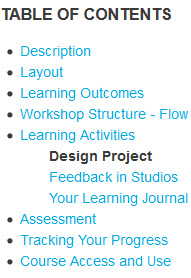 TABLE OF CONTENTS
Description
Layout
Learning Outcomes
Workshop Structure - Flow
Learning Activities
Design Project
Feedback in Studios
Your Learning Journal
Assessment
Tracking Your Progress
Course Access and Use